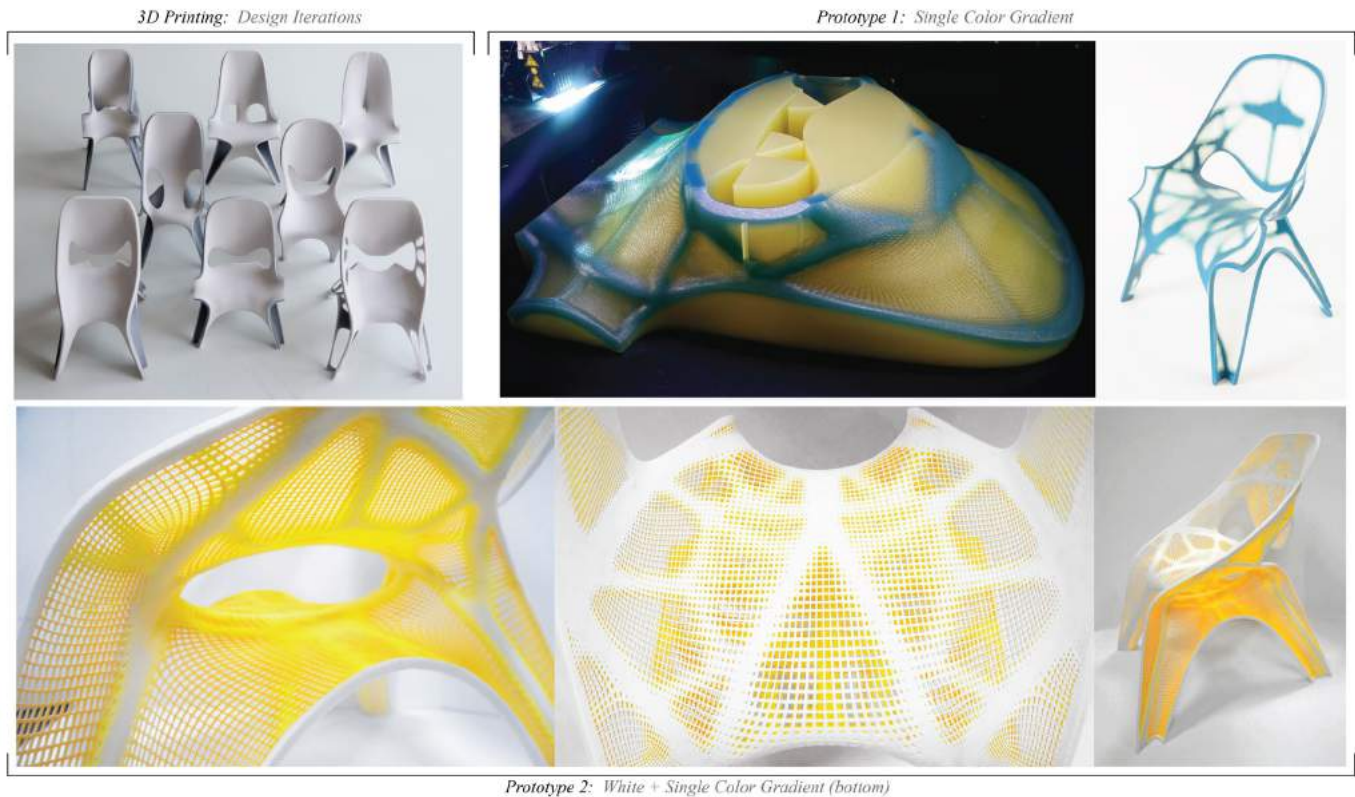 3D Printing: Design Iterations
Prototype 1: Single Color Gradient
Prototype 2: White + Single Color Gradient (bottom)